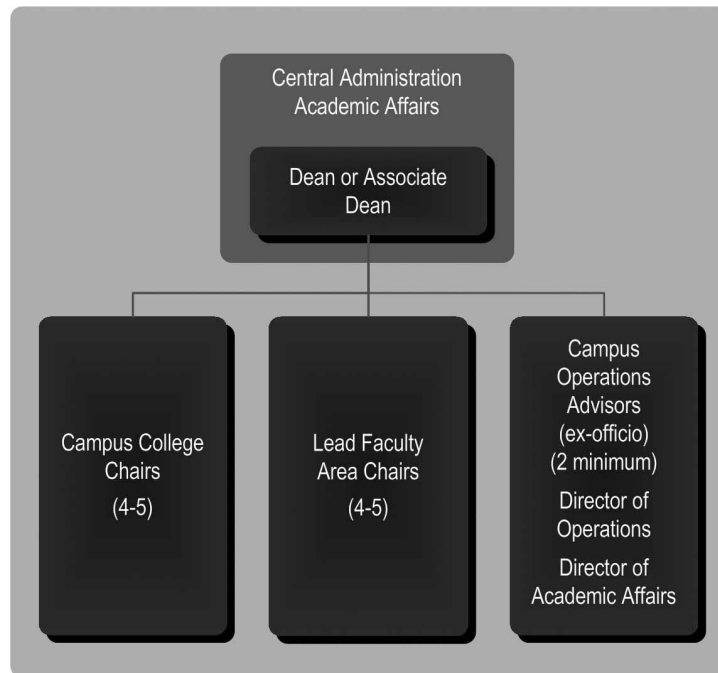 Central Administration
Academic Affairs
Dean or Associate
Dean
Campus College
Chairs
(4-5)
Lead Faculty
Area Chairs
(4-5)
Campus
Operations
Advisors
(ex-officio)
(2 minimum)
Director of
Operations
Director of
Academic Affairs